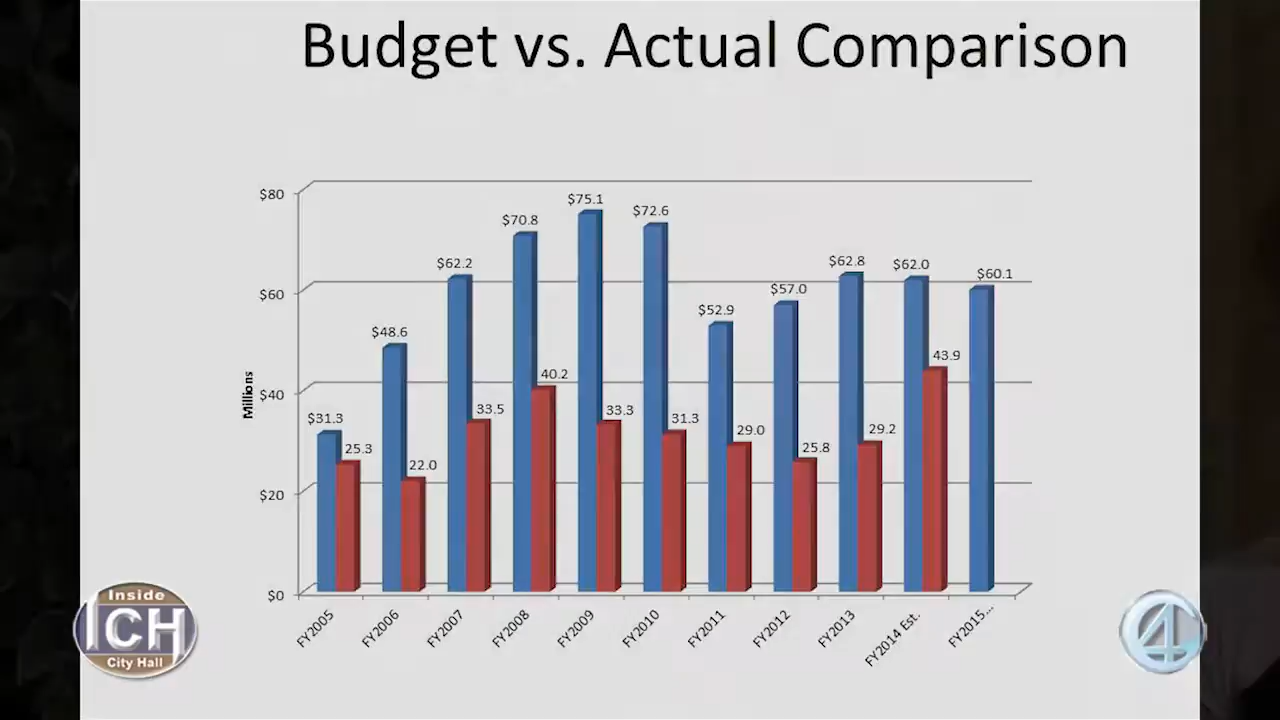 Budget vs. Actual Comparison
$80
$60
$40
$20
$0
Millions
$31.3
25.3
$48.6
22.0
$62.2
33.5
$70.8
40.2
$75.1
33.3
$72.6
31.3
$52.9
29.0
$57.0
25.8
$62.8
29.2
$62.0
43.9
$60.1
FY2005
FY2006
FY2007
FY2008
FY2009
FY2010
FY2011
FY2012
FY2013
FY2014 Est.
FY2015...
Inside
ICH
City Hall
4